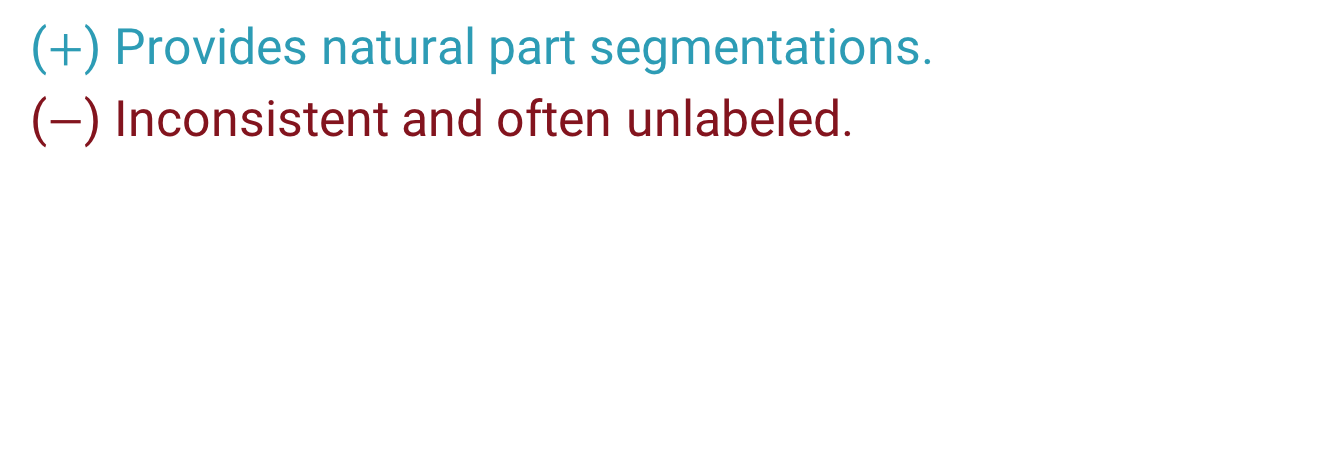 (+) Provides natural part segmentations.
(−) Inconsistent and often unlabeled.